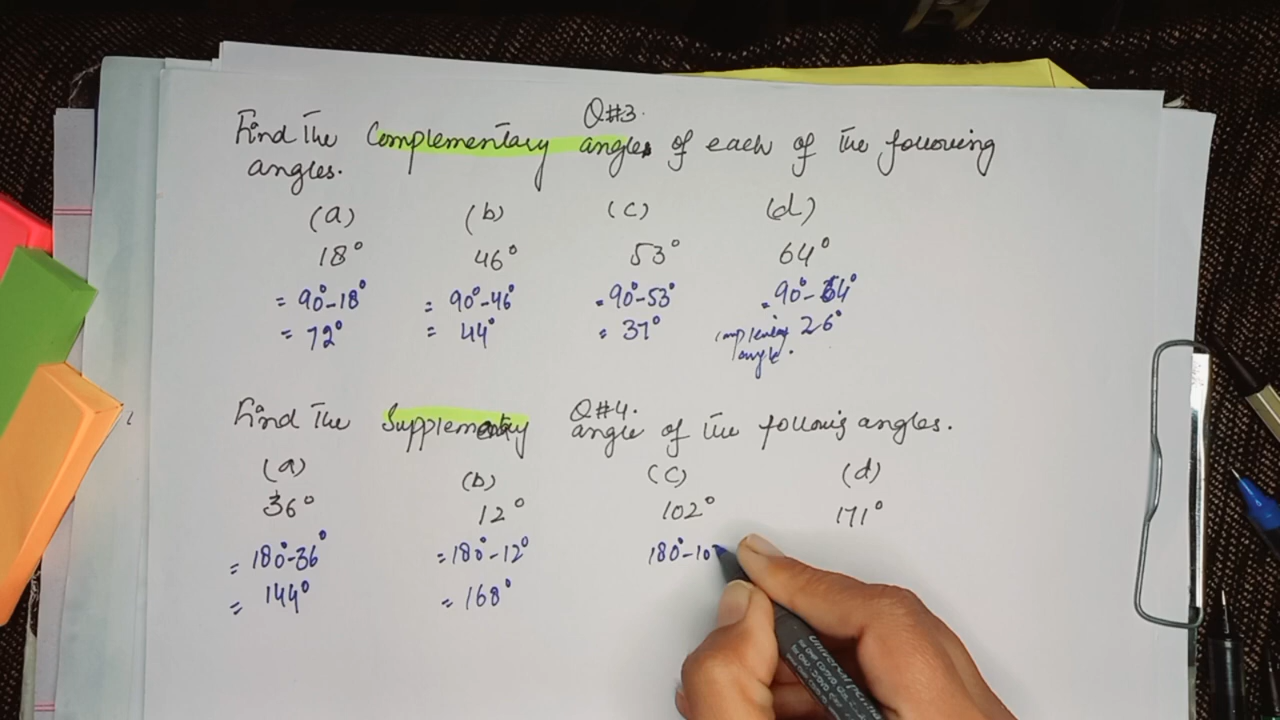 Q#3.
Find The Complementary angles of each of the following
angles.
(a) (b) (c) (d)
18° 46° 53° 64°
= 90°-18° = 90°-46° = 90°-53° = 90°-64°
= 72° = 44° = 37° 26°
angle.
Q#4.
Find The Supplementary angle of the following angles.
(a) (b) (c) (d)
36° 12° 102° 171°
= 180°-36° = 180°-12° 180°-10
= 144° = 168°
universal